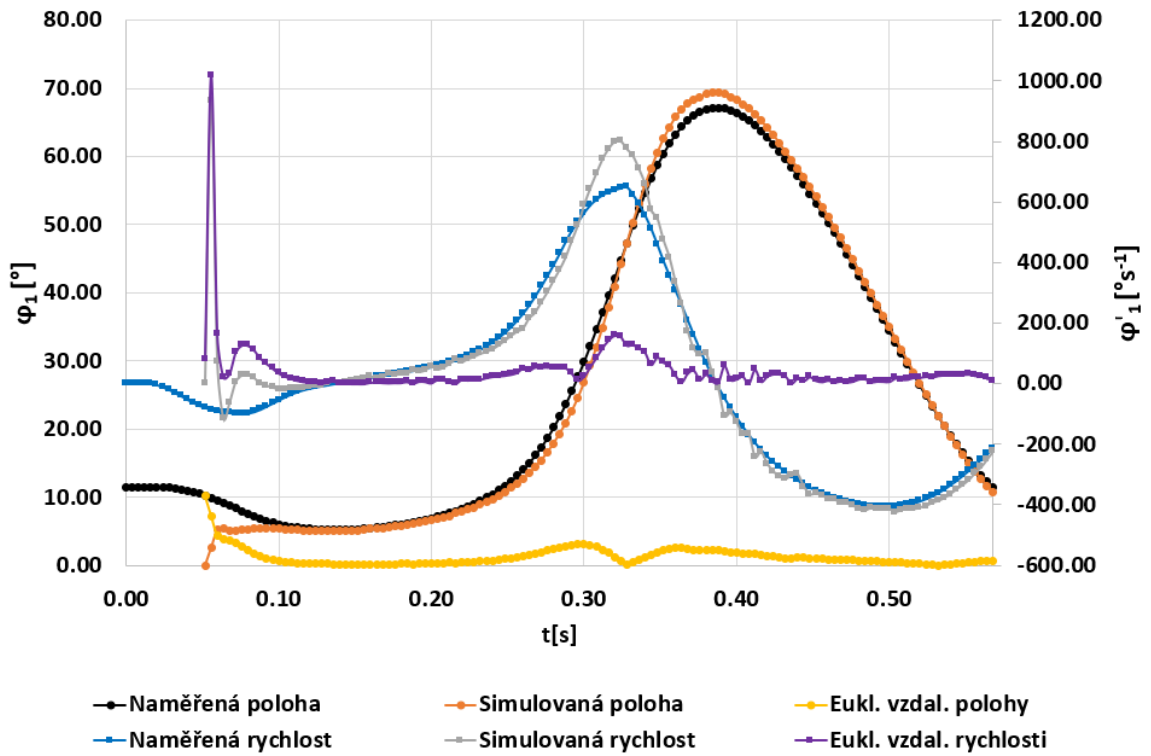 80.00 1200.00
70.00 1000.00
60.00 800.00
50.00 600.00
40.00 400.00
30.00 200.00
20.00 0.00
10.00 -200.00
0.00 -400.00
-600.00
φ₁ [°]
φ'₁ [°s⁻¹]
0.00 0.10 0.20 0.30 0.40 0.50
t[s]
Naměřená poloha Simulovaná poloha Eukl. vzdal. polohy
Naměřená rychlost Simulovaná rychlost Eukl. vzdal. rychlosti